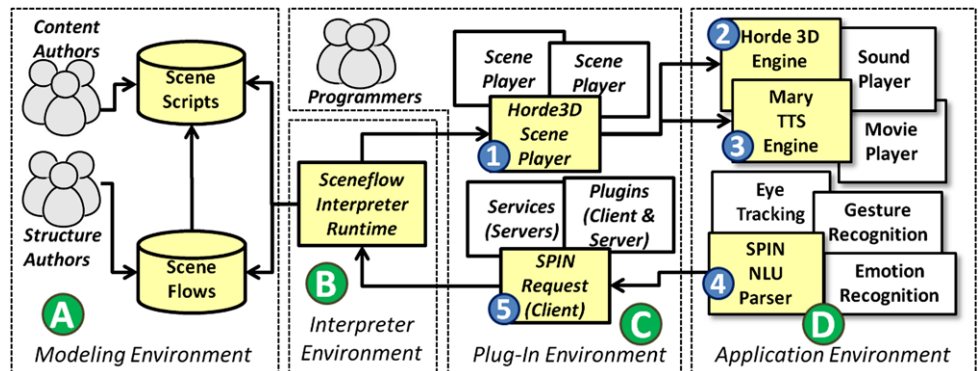 Content
Authors
Scene
Scripts
Structure
Authors
Scene
Flows
A
Modeling Environment
Programmers
Sceneflow
Interpreter
Runtime
B
Interpreter
Environment
Scene
Player
Scene
Player
Horde3D
Scene
Player
1
Services
(Servers)
Plugins
(Client &
Server)
SPIN
Request
(Client)
5
C
Plug-In Environment
2
Horde 3D
Engine
Sound
Player
Mary
TTS
Engine
3
Movie
Player
Eye
Tracking
Gesture
Recognition
SPIN
NLU
Parser
4
Emotion
Recognition
D
Application Environment